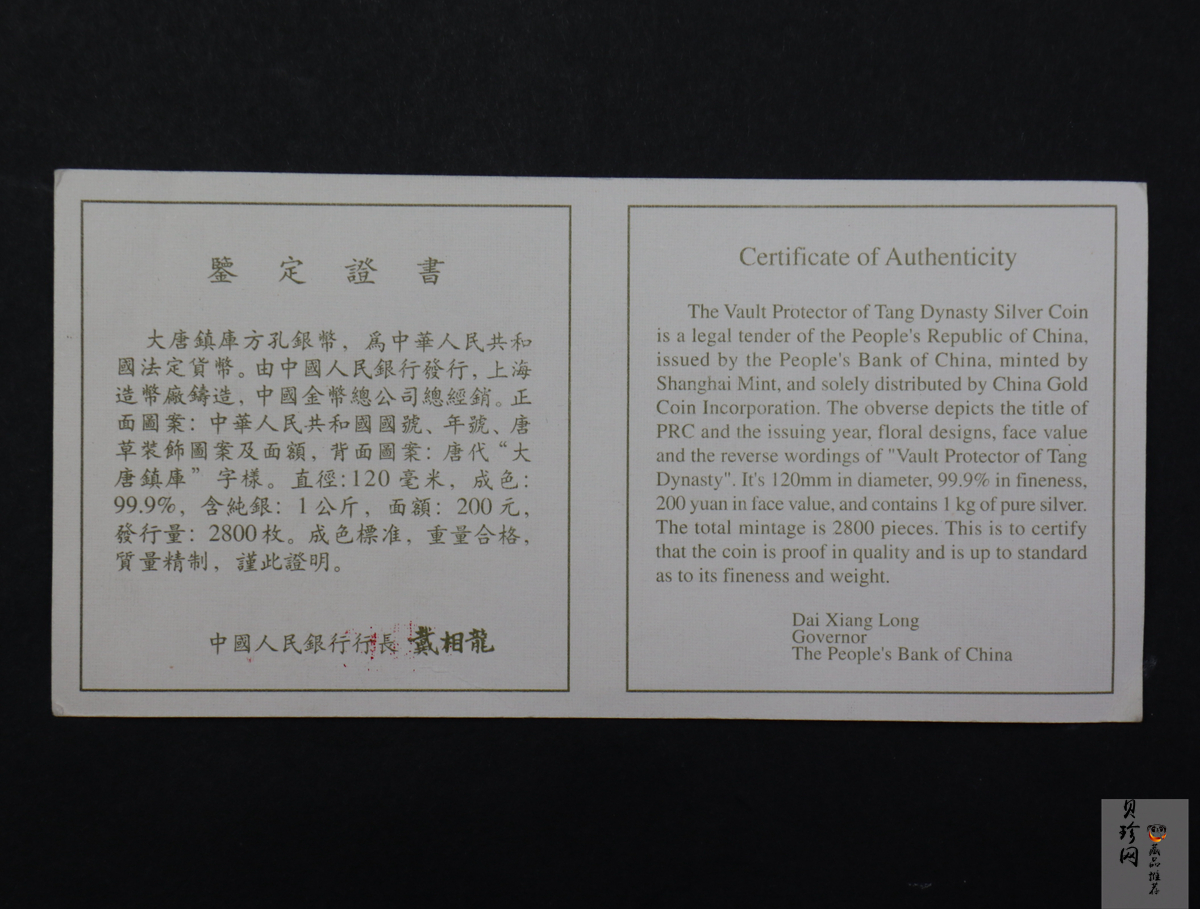 鑒定證書
大唐鎮庫方孔銀幣，爲中華人民共和
國法定貨幣。由中國人民銀行發行，上海
造幣廠鑄造，中國金幣總公司總經銷。正
面圖案：中華人民共和國國號、年號、唐
草裝飾圖案及面額，背面圖案：唐代“大
唐鎮庫”字樣。直徑：120毫米，成色：
99.9%，含純銀：1公斤，面額：200元，
發行量：2800枚。成色標准，重量合格，
質量精制，謹此證明。
中國人民銀行行長 戴相龍
Certificate of Authenticity
The Vault Protector of Tang Dynasty Silver Coin
is a legal tender of the People's Republic of China,
issued by the People's Bank of China, minted by
Shanghai Mint, and solely distributed by China Gold
Coin Incorporation. The obverse depicts the title of
PRC and the issuing year, floral designs, face value
and the reverse wordings of "Vault Protector of Tang
Dynasty". It's 120mm in diameter, 99.9% in fineness,
200 yuan in face value, and contains 1 kg of pure silver.
The total mintage is 2800 pieces. This is to certify
that the coin is proof in quality and is up to standard
as to its fineness and weight.
Dai Xiang Long
Governor
The People's Bank of China
贝珍网
藏品推荐